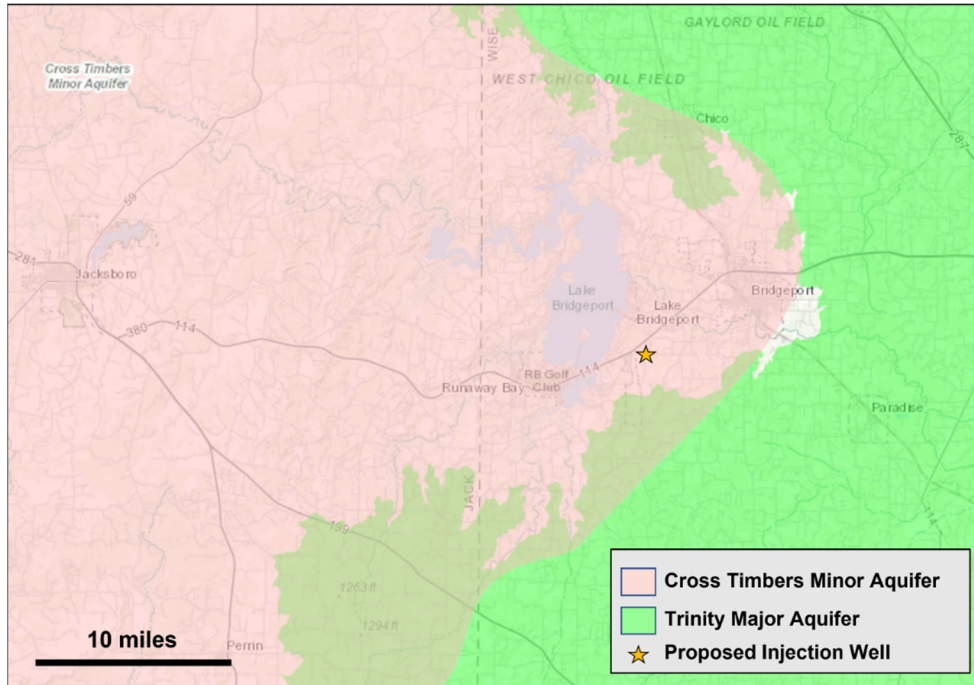 GAYLORD OIL FIELD
WISE
Cross Timbers
Minor Aquifer
WEST CHICO OIL FIELD
Chico
287
59
281
Jacksboro
Lake
Bridgeport
Lake
Bridgeport
Bridgeport
380
114
114
RB Golf
Club
Runaway Bay
Paradise
JACK
199
114
1263 ft
1294 ft
Perrin
10 miles
Cross Timbers Minor Aquifer
Trinity Major Aquifer
Proposed Injection Well